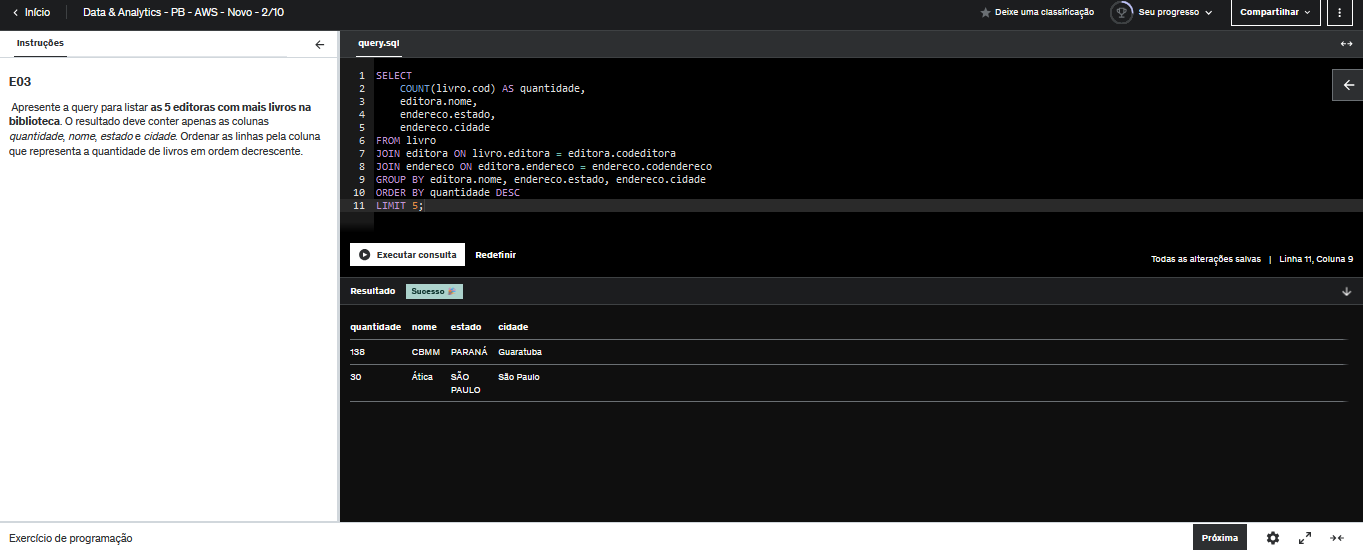 Início
Data & Analytics - PB - AWS - Novo - 2/10
Deixe uma classificação
Seu progresso
Compartilhar
Instruções
E03
Apresente a query para listar as 5 editoras com mais livros na
biblioteca. O resultado deve conter apenas as colunas
quantidade, nome, estado e cidade. Ordenar as linhas pela coluna
que representa a quantidade de livros em ordem decrescente.
query.sql
1 SELECT
2 COUNT(livro.cod) AS quantidade,
3 editora.nome,
4 endereco.estado,
5 endereco.cidade
6 FROM livro
7 JOIN editora ON livro.editora = editora.codeditora
8 JOIN endereco ON editora.endereco = endereco.codendereco
9 GROUP BY editora.nome, endereco.estado, endereco.cidade
10 ORDER BY quantidade DESC
11 LIMIT 5;
Executar consulta
Redefinir
Todas as alterações salvas | Linha 11, Coluna 9
Resultado
Sucesso
quantidade nome estado cidade
138 CBMM PARANÁ Guaratuba
30 Ática SÃO São Paulo
PAULO
Exercício de programação
Próxima